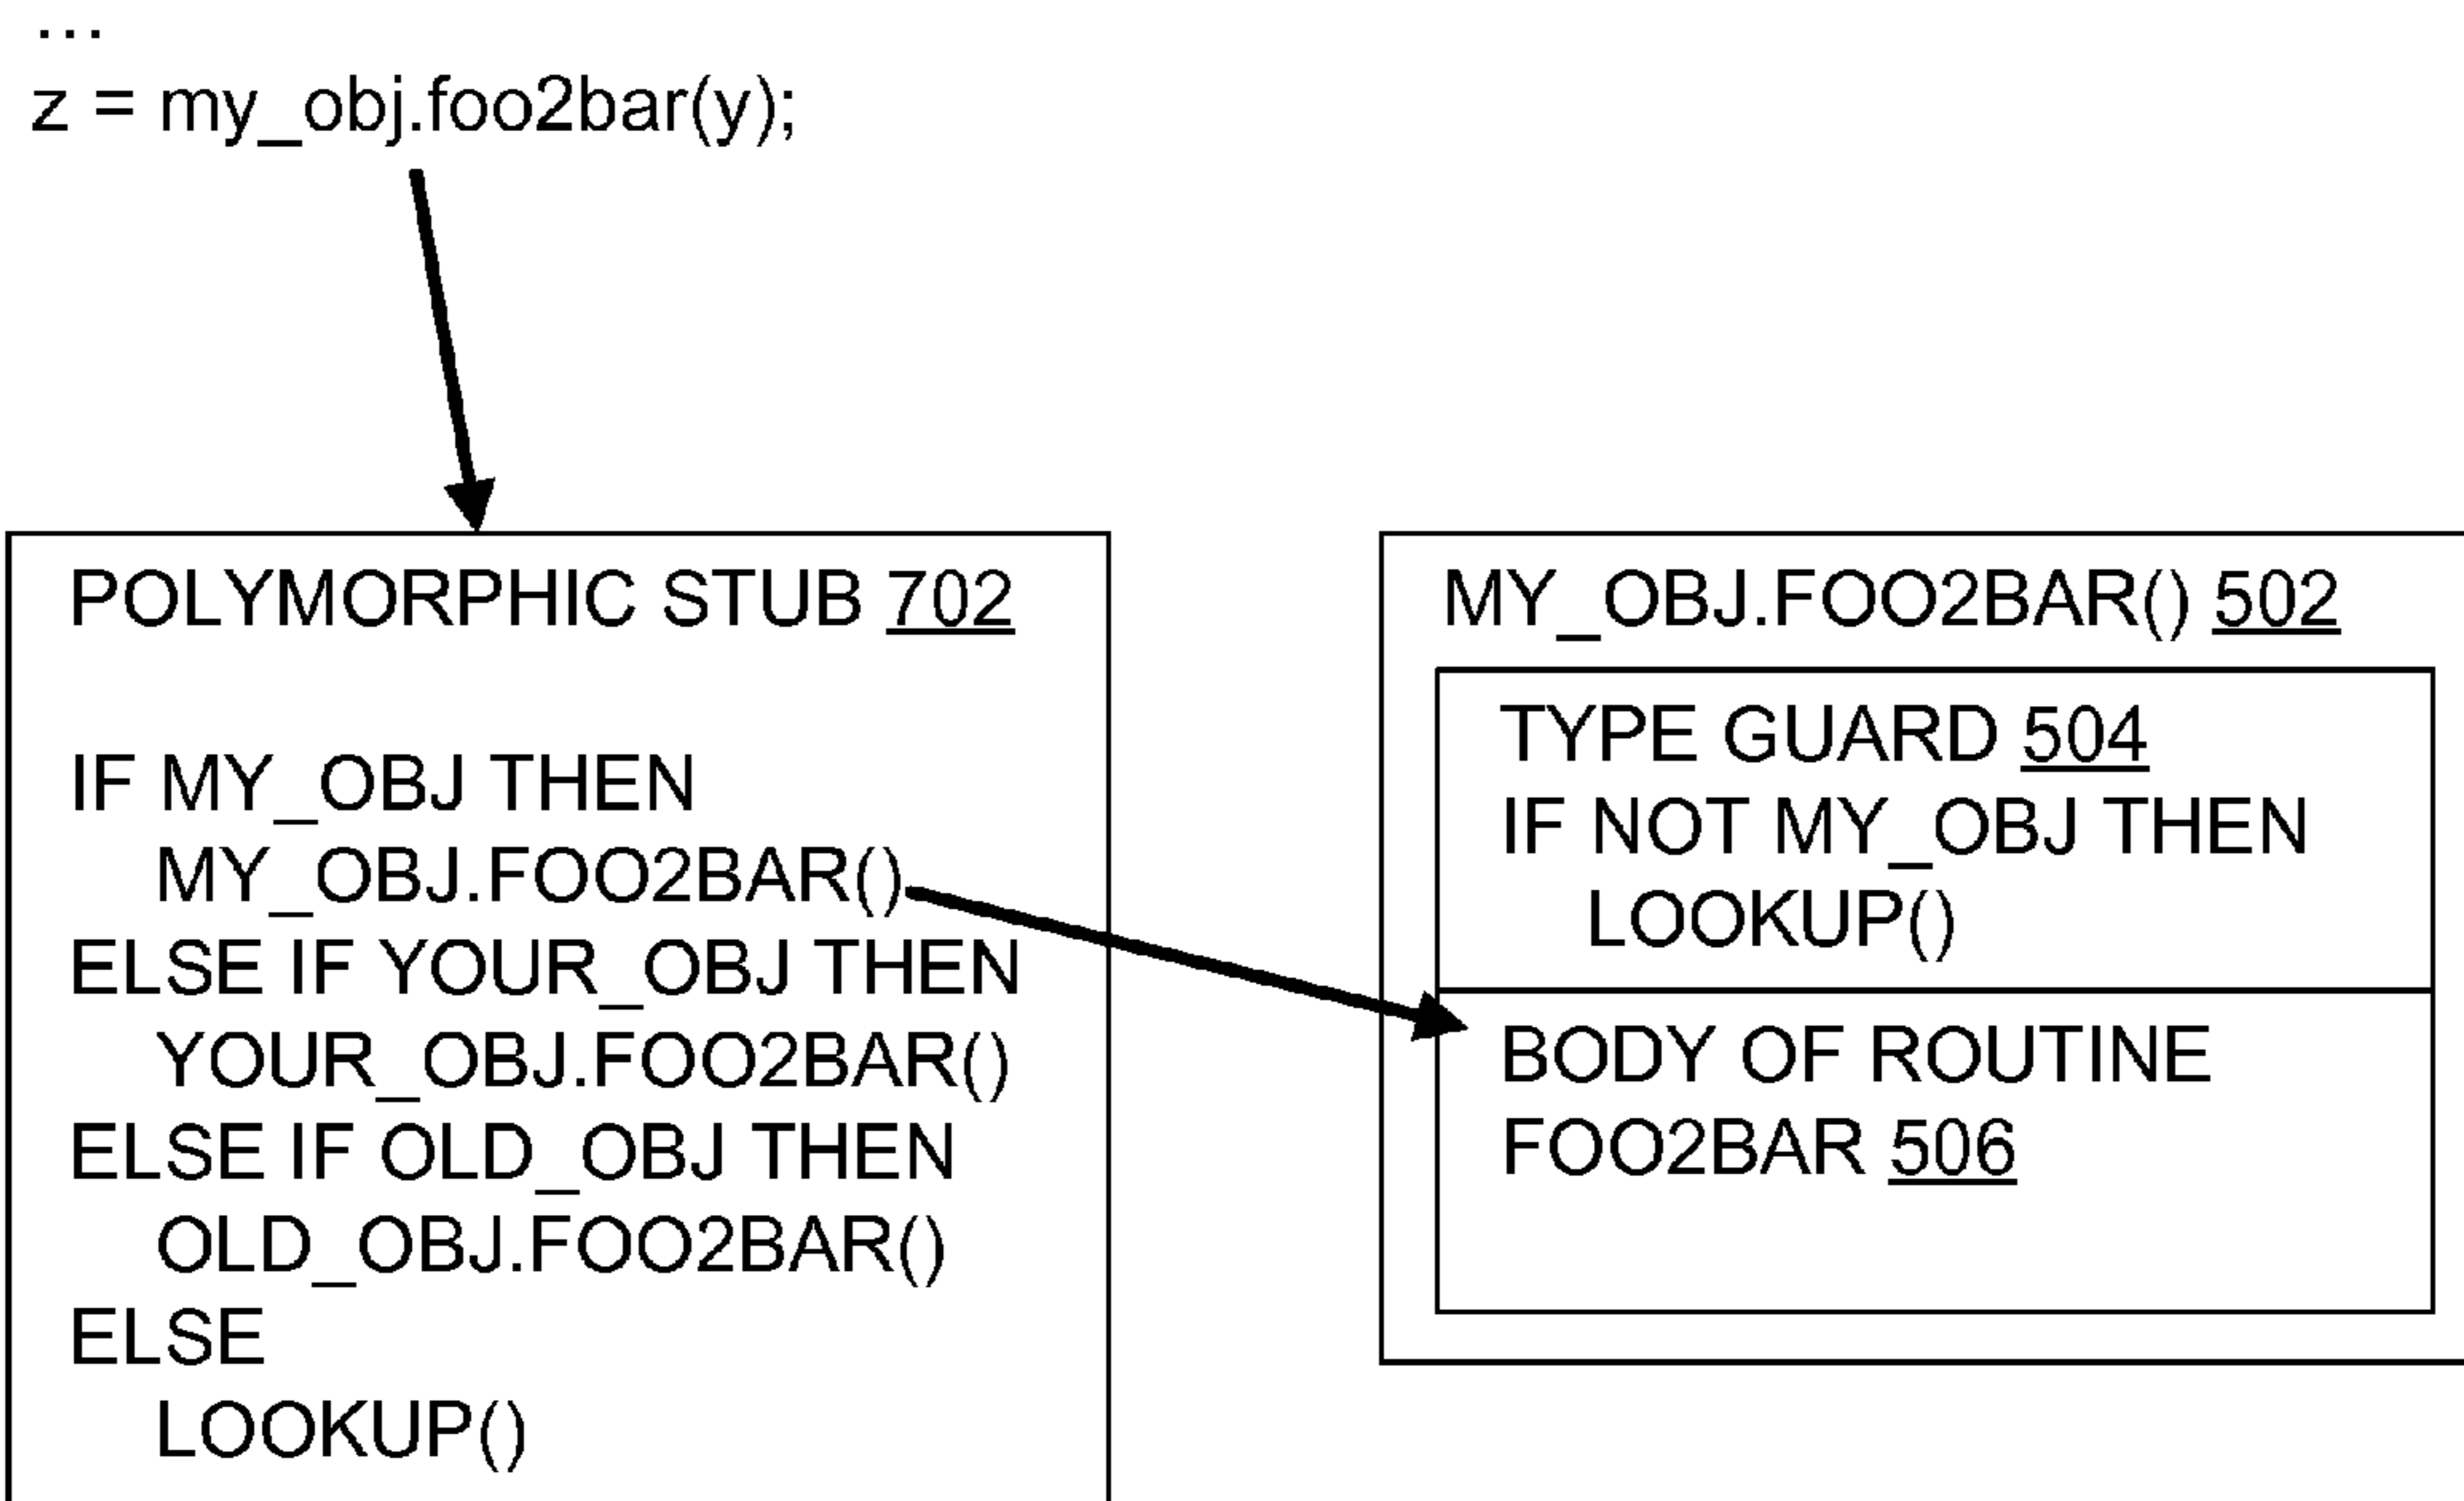 ...
z = my_obj.foo2bar(y);
POLYMORPHIC STUB 702
IF MY_OBJ THEN
MY_OBJ.FOO2BAR()
ELSE IF YOUR_OBJ THEN
YOUR_OBJ.FOO2BAR()
ELSE IF OLD_OBJ THEN
OLD_OBJ.FOO2BAR()
ELSE
LOOKUP()
MY_OBJ.FOO2BAR() 502
TYPE GUARD 504
IF NOT MY_OBJ THEN
LOOKUP()
BODY OF ROUTINE
FOO2BAR 506